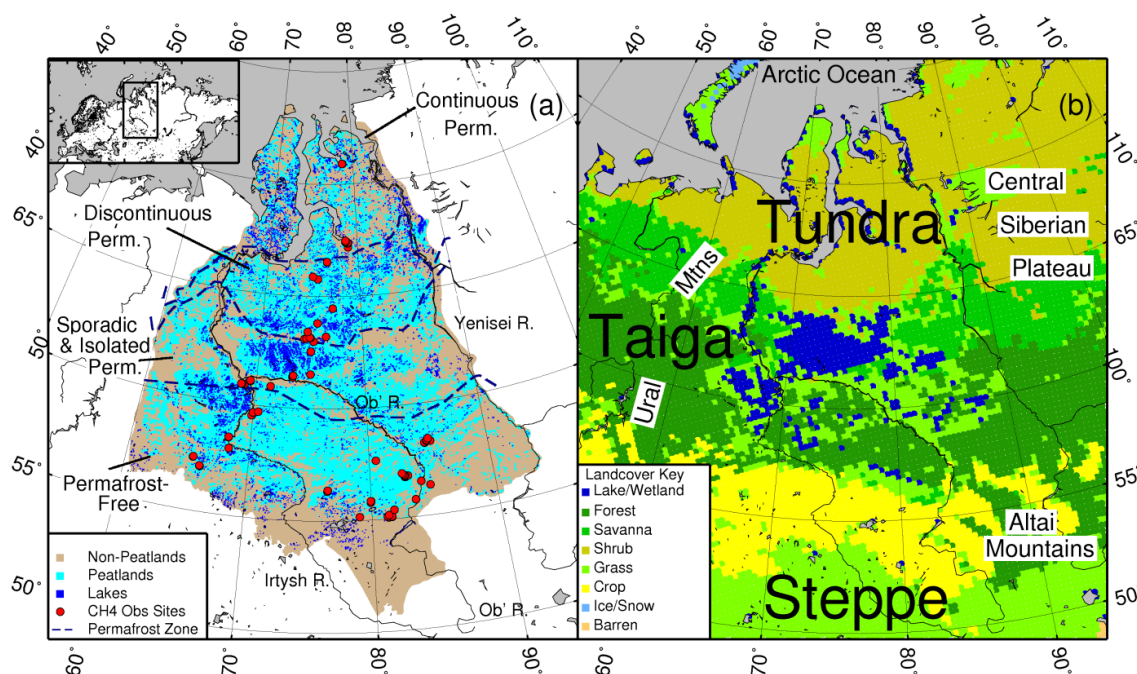 40°
50°
60°
70°
80°
90°
40°
50°
60°
70°
80°
90°
(a)
Continuous
Perm.
40°
65°
Discontinuous
Perm.
Sporadic
& Isolated
Perm.
50°
Yenisei R.
Ob' R.
55°
Permafrost-
Free
Non-Peatlands
Peatlands
Lakes
CH4 Obs Sites
Permafrost Zone
Irtysh R.
Ob' R.
50°
60°
70°
80°
90°
Arctic Ocean
(b)
110°
Central
Siberian
Plateau
65°
Tundra
Mtns
Taiga
Ural
100°
55°
Landcover Key
Lake/Wetland
Forest
Savanna
Shrub
Grass
Crop
Ice/Snow
Barren
Altai
Mountains
Steppe
50°
60°
70°
80°
90°